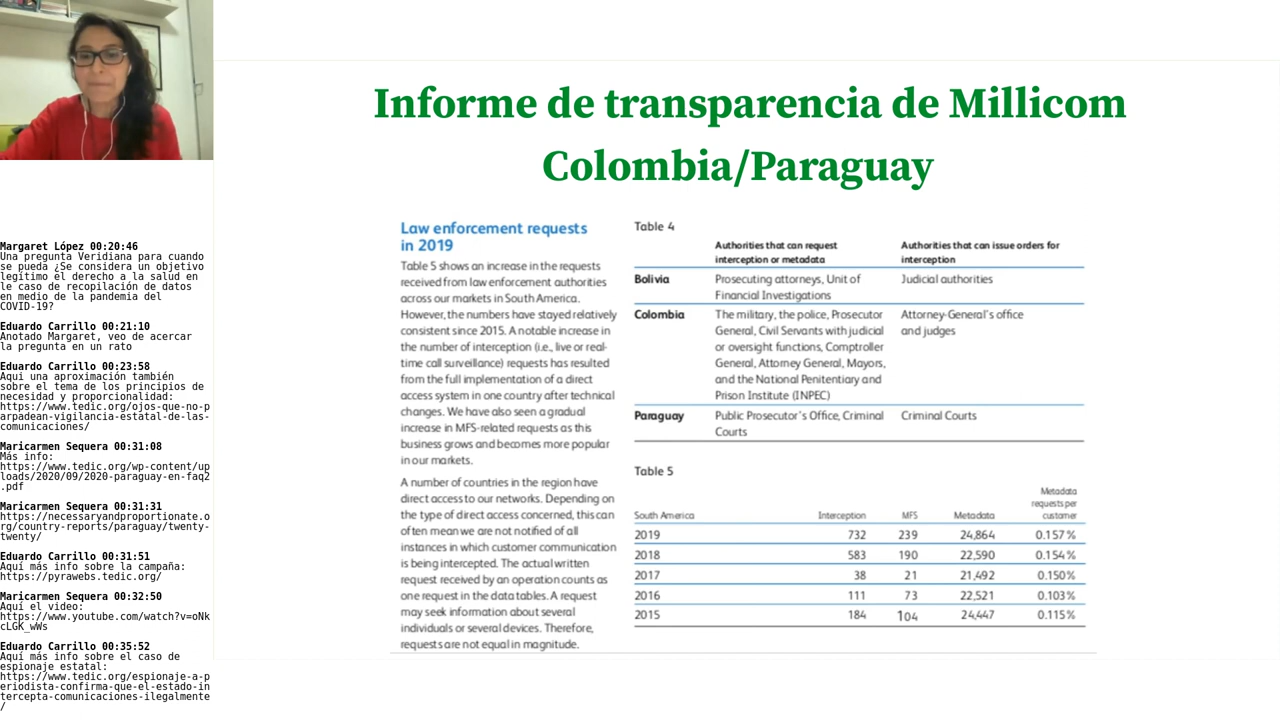 Informe de transparencia de Millicom
Colombia/Paraguay
Margaret López 00:20:46
Una pregunta Veridiana para cuando
se pueda ¿Se considera un objetivo
legítimo el derecho a la salud en
le caso de recopilación de datos
en medio de la pandemia del
COVID-19?
Eduardo Carrillo 00:21:10
Anotado Margaret, veo de acercar
la pregunta en un rato
Eduardo Carrillo 00:23:58
Aqui una aproximación también
sobre el tema de los principios de
necesidad y proporcionalidad:
https://www.tedic.org/ojos-que-no-p
arpadean-vigilancia-estatal-de-las-
comunicaciones/
Maricarmen Sequera 00:31:08
Más info:
https://www.tedic.org/wp-content/up
loads/2020/09/2020-paraguay-en-faq2
.pdf
Maricarmen Sequera 00:31:31
https://necessaryandproportionate.o
rg/country-reports/paraguay/twenty-
twenty/
Eduardo Carrillo 00:31:51
Aquí más info sobre la campaña:
https://pyrawebs.tedic.org/
Maricarmen Sequera 00:32:50
Aquí el video:
https://www.youtube.com/watch?v=oNk
cLGK_wWs
Eduardo Carrillo 00:35:52
Aquí más info sobre el caso de
espionaje estatal:
https://www.tedic.org/espionaje-a-p
eriodista-confirma-que-el-estado-in
tercepta-comunicaciones-ilegalmente
/
Law enforcement requests
in 2019
Table 5 shows an increase in the requests
received from law enforcement authorities
across our markets in South America.
However, the numbers have stayed relatively
consistent since 2015. A notable increase in
the number of interception (i.e., live or real-
time call surveillance) requests has resulted
from the full implementation of a direct
access system in one country after technical
changes. We have also seen a gradual
increase in MFS-related requests as this
business grows and becomes more popular
in our markets.
A number of countries in the region have
direct access to our networks. Depending on
the type of direct access concerned, this can
often mean we are not notified of all
instances in which customer communication
is being intercepted. The actual written
request received by an operation counts as
one request in the data tables. A request
may seek information about several
individuals or several devices. Therefore,
requests are not equal in magnitude.
Table 4
Authorities that can request
interception or metadata
Authorities that can issue orders for
interception
Bolivia
Prosecuting attorneys, Unit of
Financial Investigations
Judicial authorities
Colombia
The military, the police, Prosecutor
General, Civil Servants with judicial
or oversight functions, Comptroller
General, Attorney General, Mayors,
and the National Penitentiary and
Prison Institute (INPEC)
Attorney-General's office
and judges
Paraguay
Public Prosecutor's Office, Criminal
Courts
Criminal Courts
Table 5
South America Interception MFS Metadata Metadata
requests per
customer
2019 732 239 24,864 0.157%
2018 583 190 22,590 0.154%
2017 38 21 21,492 0.150%
2016 111 73 22,521 0.103%
2015 184 104 24,447 0.115%